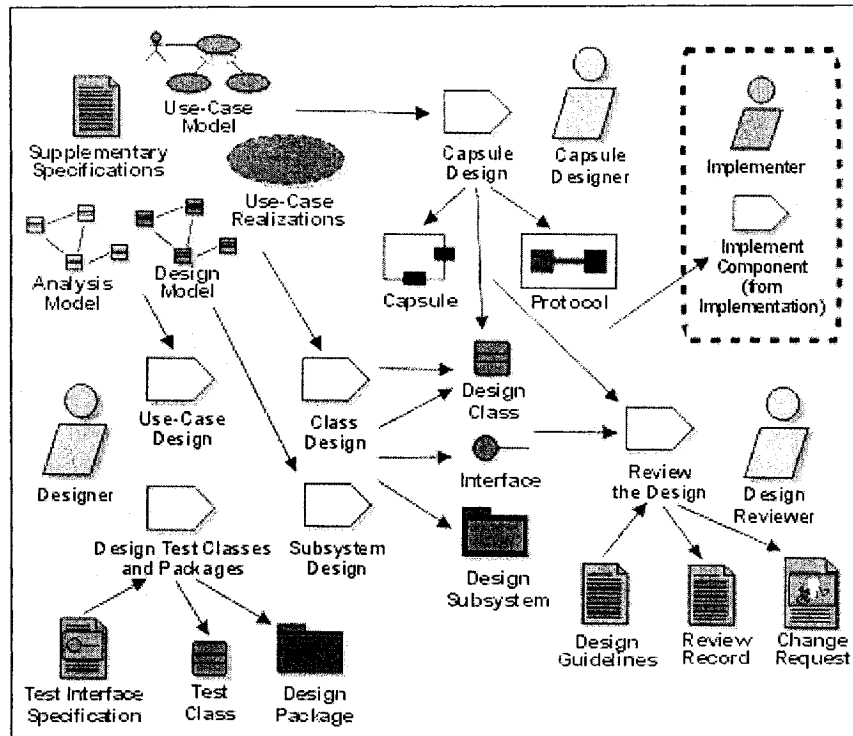 Use-Case
Model
Supplementary
Specifications
Use-Case
Realizations
Capsule
Design
Capsule
Designer
Implementer
Implement
Component
(from
Implementation)
Analysis
Model
Design
Model
Capsule
Protocol
Use-Case
Design
Class
Design
Design
Class
Designer
Interface
Review
the Design
Design
Reviewer
Design Test Classes
and Packages
Subsystem
Design
Design
Subsystem
Test Interface
Specification
Test
Class
Design
Package
Design
Guidelines
Review
Record
Change
Request